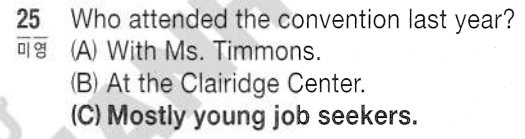 25 Who attended the convention last year?
미영 (A) With Ms. Timmons.
(B) At the Clairidge Center.
(C) Mostly young job seekers.